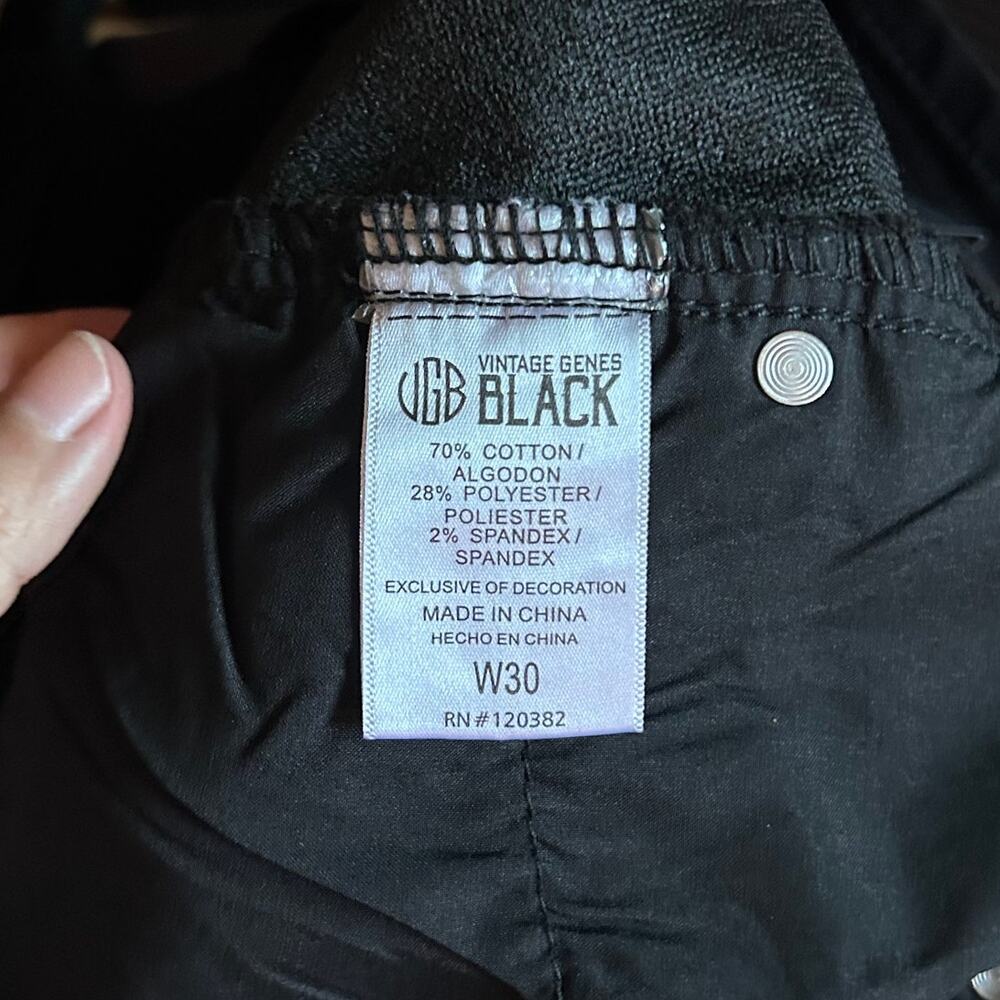 VGB VINTAGE GENES
BLACK
70% COTTON /
ALGODON
28% POLYESTER /
POLIESTER
2% SPANDEX /
SPANDEX
EXCLUSIVE OF DECORATION
MADE IN CHINA
HECHO EN CHINA
W30
RN #120382